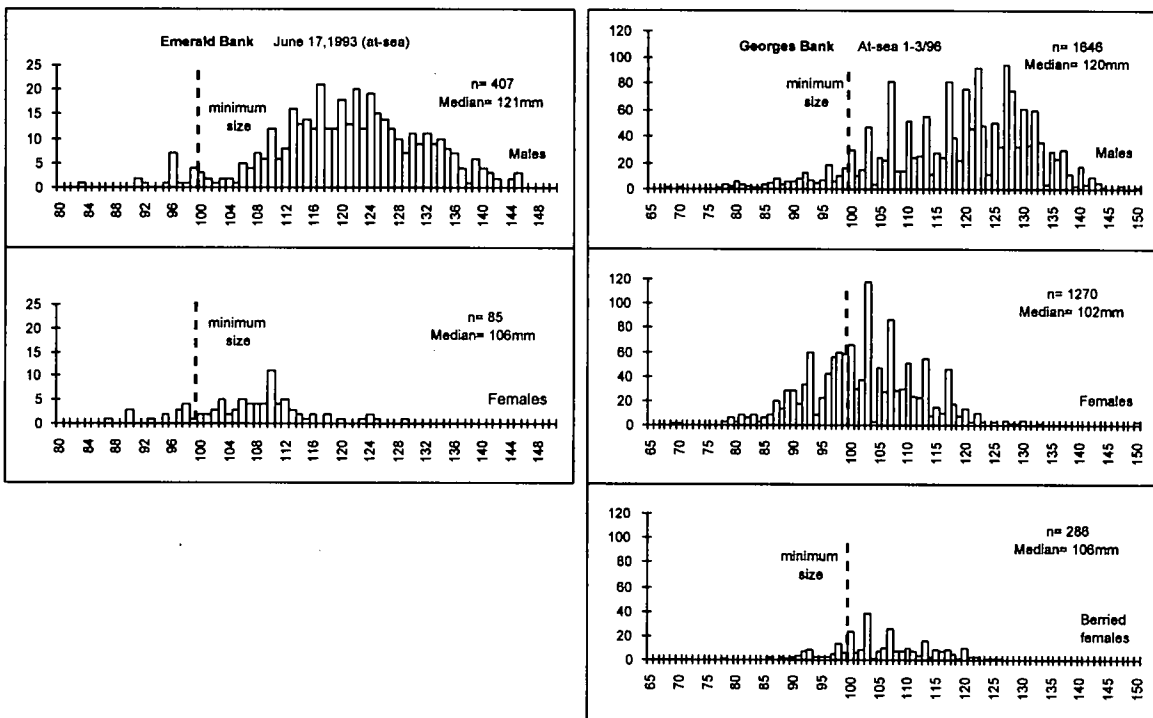 Emerald Bank June 17,1993 (at-sea)
25
20
15
10
5
0
minimum
size
n= 407
Median= 121mm
Males
80 84 88 92 96 100 104 108 112 116 120 124 128 132 136 140 144 148
25
20
15
10
5
0
minimum
size
n= 85
Median= 106mm
Females
80 84 88 92 96 100 104 108 112 116 120 124 128 132 136 140 144 148
Georges Bank At-sea 1-3/96
120
100
80
60
40
20
0
minimum
size
n= 1646
Median= 120mm
Males
65 70 75 80 85 90 95 100 105 110 115 120 125 130 135 140 145 150
120
100
80
60
40
20
0
minimum
size
n= 1270
Median= 102mm
Females
65 70 75 80 85 90 95 100 105 110 115 120 125 130 135 140 145 150
120
100
80
60
40
20
0
minimum
size
n= 286
Median= 106mm
Berried
females
65 70 75 80 85 90 95 100 105 110 115 120 125 130 135 140 145 150